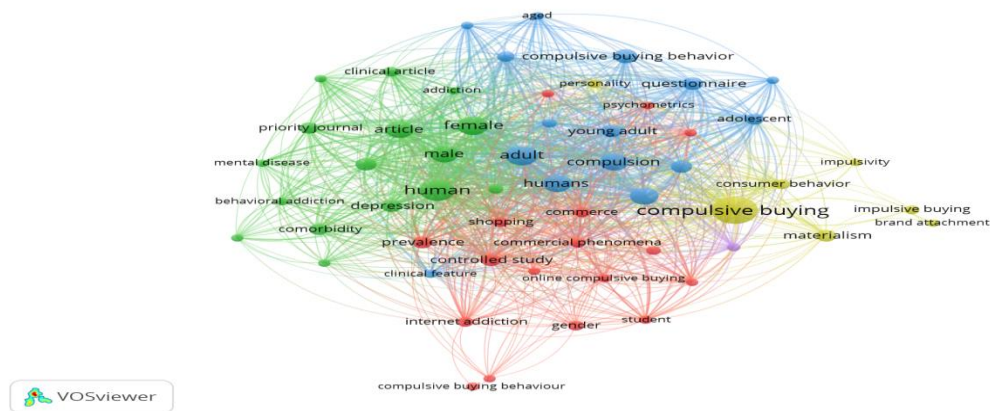 aged
compulsive buying behavior
clinical article
personality
questionnaire
addiction
psychometrics
adolescent
priority journal
article
female
young adult
mental disease
male
adult
compulsion
impulsivity
human
humans
consumer behavior
behavioral addiction
depression
compulsive buying
impulsive buying
shopping
commerce
brand attachment
comorbidity
prevalence
commercial phenomena
materialism
controlled study
clinical feature
online compulsive buying
internet addiction
gender
student
compulsive buying behaviour
VOSviewer